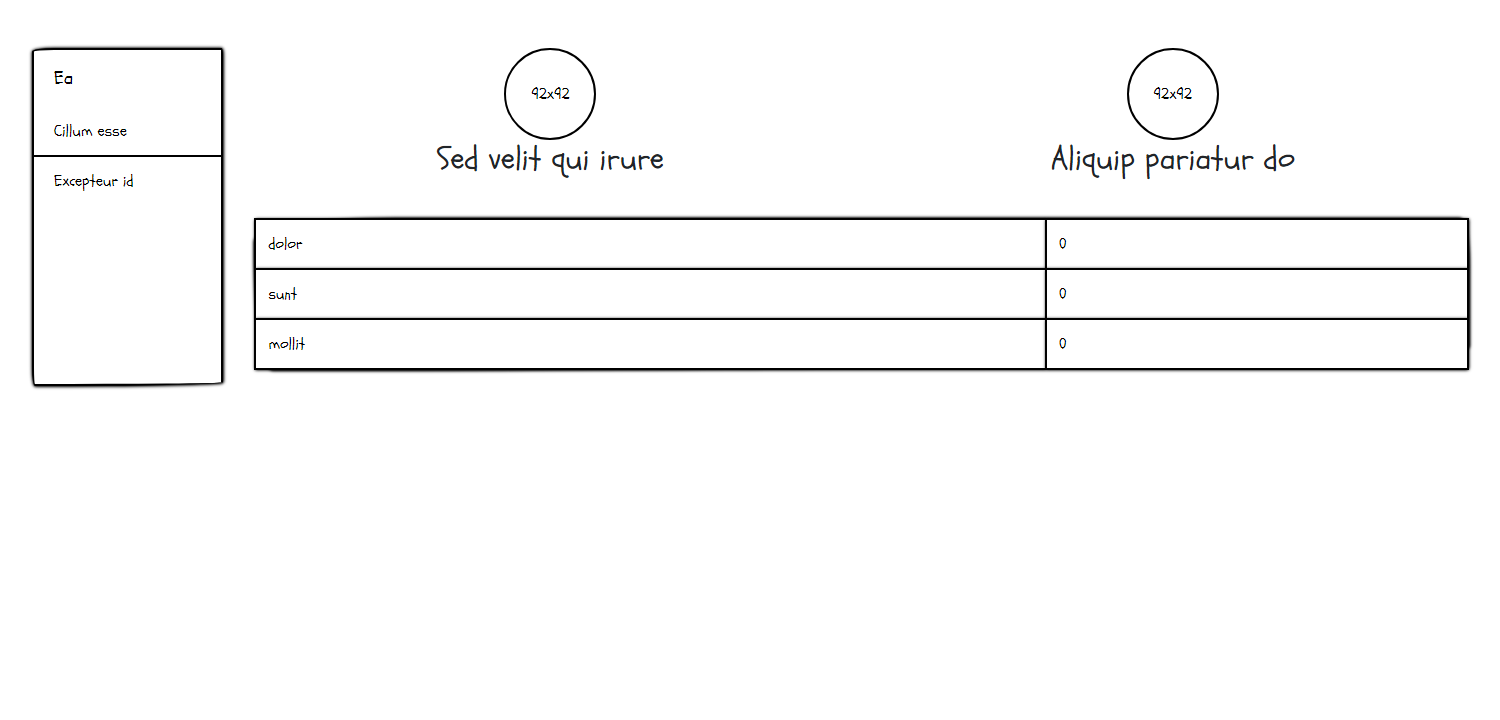 Ea
Cillum esse
Excepteur id
92x92
Sed velit qui irure
92x92
Aliquip pariatur do
dolor 0
sunt 0
mollit 0